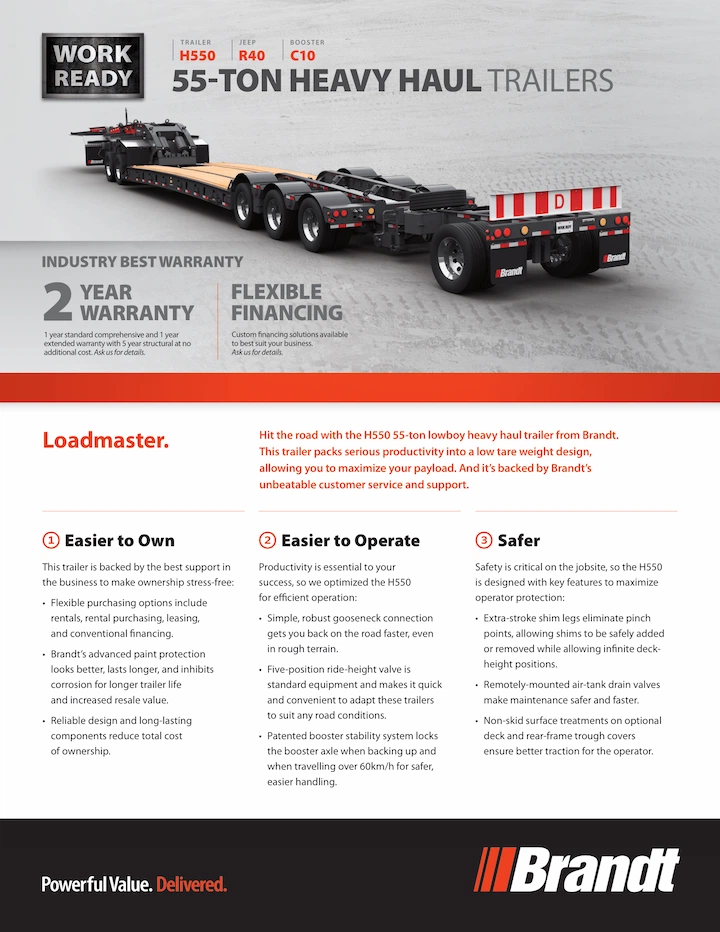 WORK
READY
TRAILER JEEP BOOSTER
H550 R40 C10
55-TON HEAVY HAUL TRAILERS
D
Brandt
Brandt
Brandt
INDUSTRY BEST WARRANTY
2 YEAR
WARRANTY
1 year standard comprehensive and 1 year
extended warranty with 5 year structural at no
additional cost. Ask us for details.
FLEXIBLE
FINANCING
Custom financing solutions available
to best suit your business.
Ask us for details.
Loadmaster.
Hit the road with the H550 55-ton lowboy heavy haul trailer from Brandt.
This trailer packs serious productivity into a low tare weight design,
allowing you to maximize your payload. And it's backed by Brandt's
unbeatable customer service and support.
1 Easier to Own
This trailer is backed by the best support in
the business to make ownership stress-free:
• Flexible purchasing options include
rentals, rental purchasing, leasing,
and conventional financing.
• Brandt's advanced paint protection
looks better, lasts longer, and inhibits
corrosion for longer trailer life
and increased resale value.
• Reliable design and long-lasting
components reduce total cost
of ownership.
2 Easier to Operate
Productivity is essential to your
success, so we optimized the H550
for efficient operation:
• Simple, robust gooseneck connection
gets you back on the road faster, even
in rough terrain.
• Five-position ride-height valve is
standard equipment and makes it quick
and convenient to adapt these trailers
to suit any road conditions.
• Patented booster stability system locks
the booster axle when backing up and
when travelling over 60km/h for safer,
easier handling.
3 Safer
Safety is critical on the jobsite, so the H550
is designed with key features to maximize
operator protection:
• Extra-stroke shim legs eliminate pinch
points, allowing shims to be safely added
or removed while allowing infinite deck-
height positions.
• Remotely-mounted air-tank drain valves
make maintenance safer and faster.
• Non-skid surface treatments on optional
deck and rear-frame trough covers
ensure better traction for the operator.
Powerful Value. Delivered.
Brandt